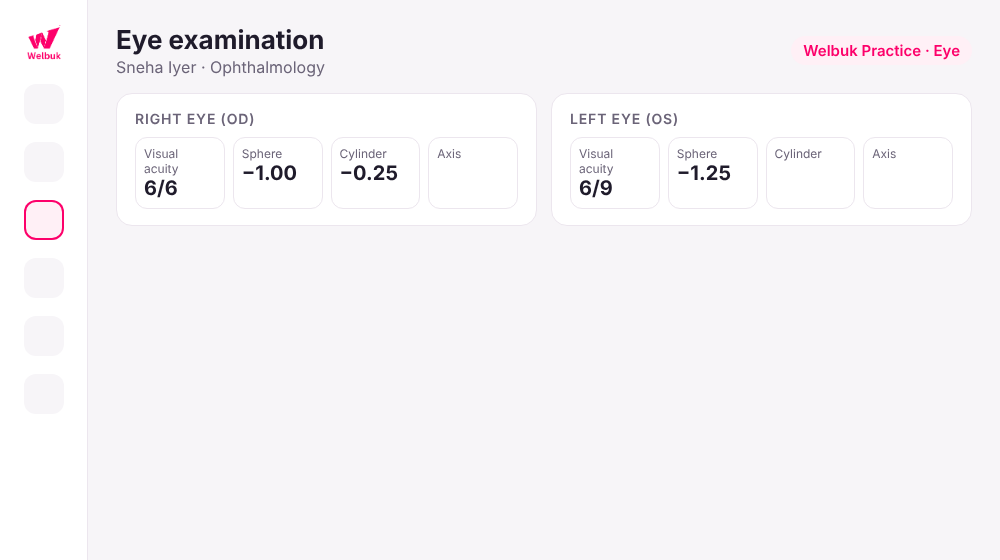 Welbuk
Eye examination
Sneha Iyer · Ophthalmology
Welbuk Practice · Eye
RIGHT EYE (OD)
Visual
acuity
6/6
Sphere
−1.00
Cylinder
−0.25
Axis
LEFT EYE (OS)
Visual
acuity
6/9
Sphere
−1.25
Cylinder
Axis